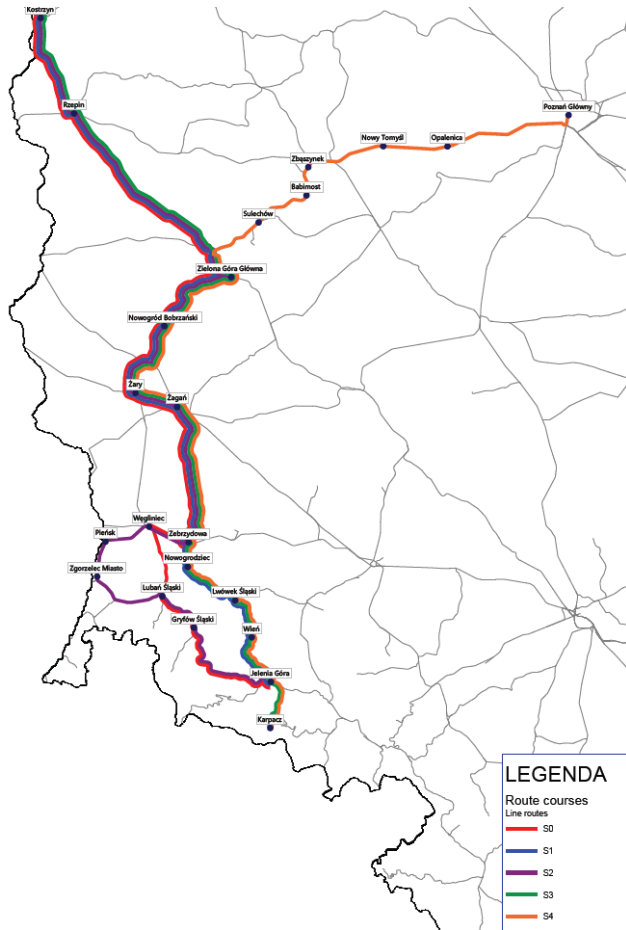 Kostrzyn
Rzepin
Poznań Główny
Nowy Tomyśl
Opalenica
Zbąszynek
Babimost
Sulechów
Zielona Góra Główna
Nowogród Bobrzański
Żary
Żagań
Węgliniec
Pieńsk
Zebrzydowa
Nowogrodziec
Zgorzelec Miasto
Lubań Śląski
Lwówek Śląski
Gryfów Śląski
Wleń
Jelenia Góra
Karpacz
LEGENDA
Route courses
Line routes
S0
S1
S2
S3
S4